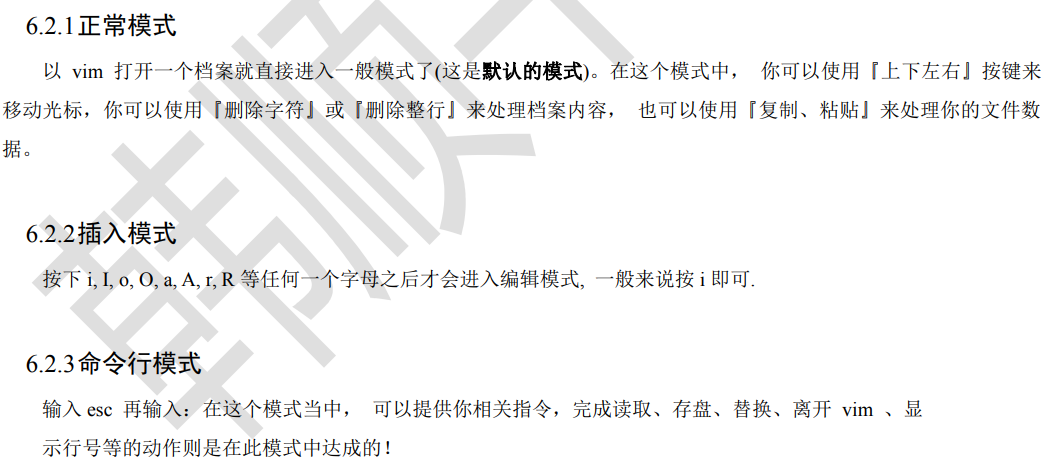 6.2.1正常模式
以 vim 打开一个档案就直接进入一般模式了(这是默认的模式)。在这个模式中， 你可以使用『上下左右』按键来
移动光标，你可以使用『删除字符』或『删除整行』来处理档案内容， 也可以使用『复制、粘贴』来处理你的文件数
据。
6.2.2插入模式
按下 i, I, o, O, a, A, r, R 等任何一个字母之后才会进入编辑模式, 一般来说按 i 即可.
6.2.3命令行模式
输入 esc 再输入：在这个模式当中， 可以提供你相关指令，完成读取、存盘、替换、离开 vim 、显
示行号等的动作则是在此模式中达成的！
韩顺